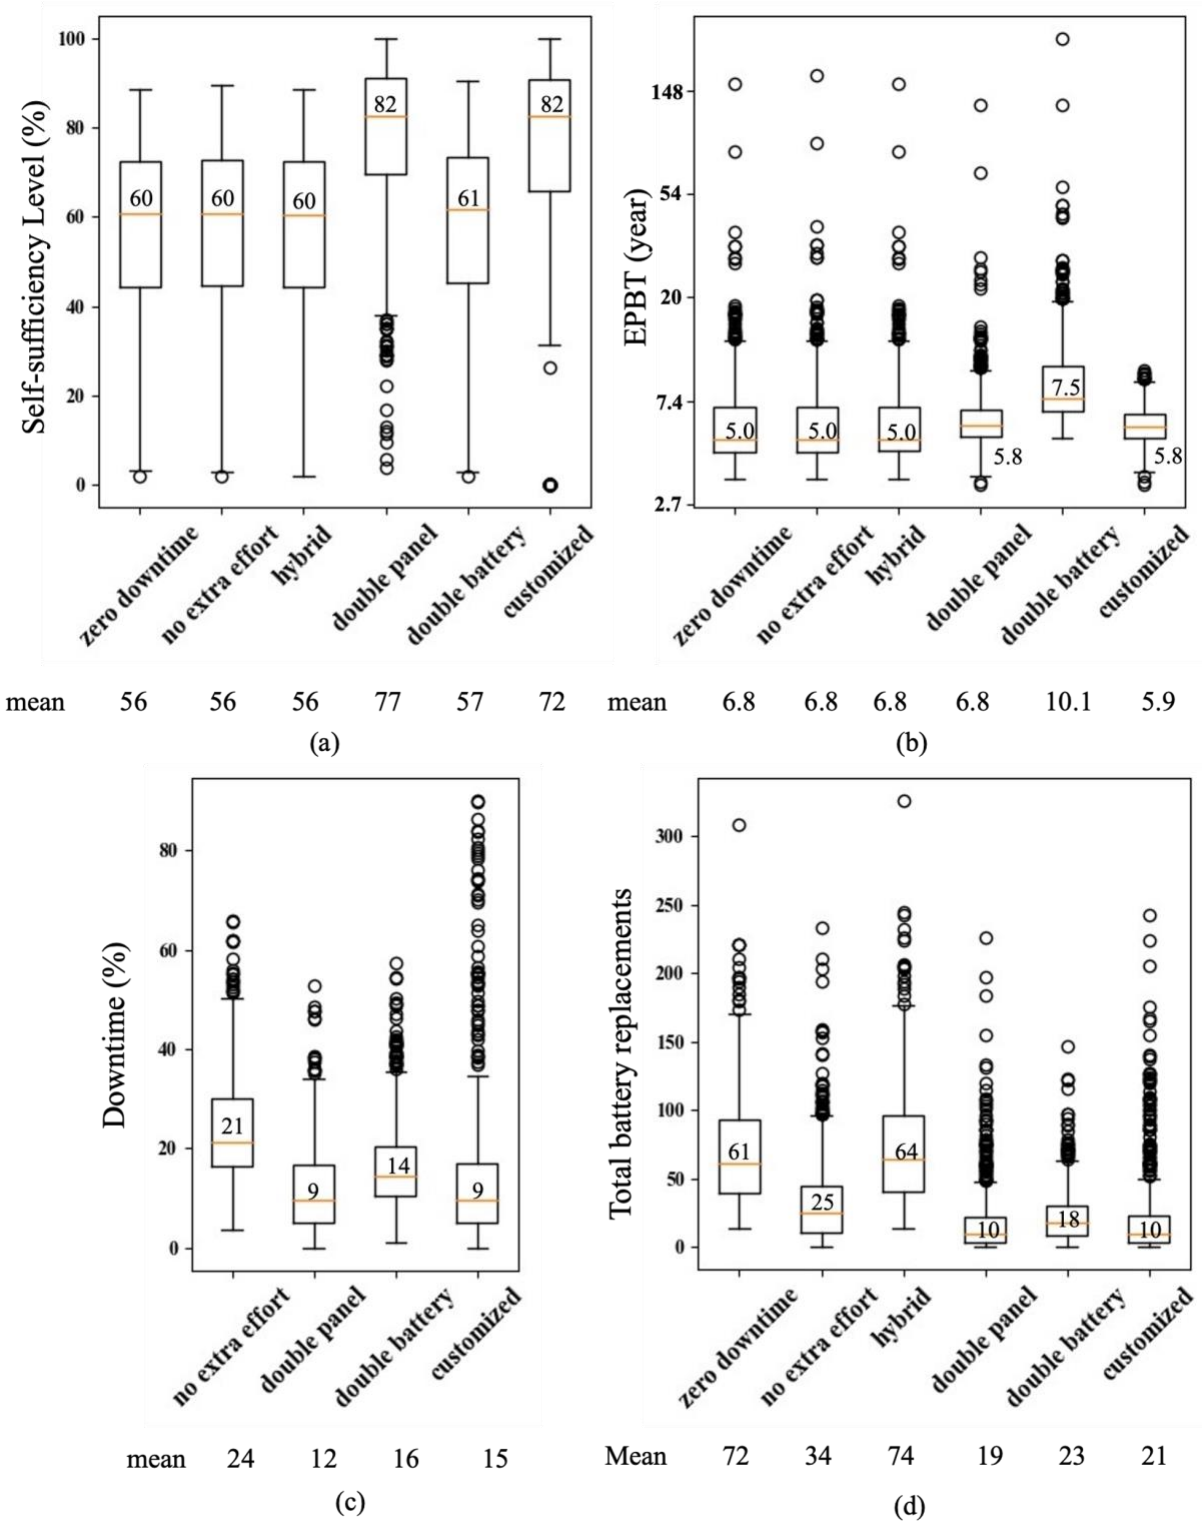 Self-sufficiency Level (%)
100
80
60
40
20
0
60
60
60
82
61
82
zero downtime
no extra effort
hybrid
double panel
double battery
customized
mean 56 56 56 77 57 72
(a)
EPBT (year)
148
54
20
7.4
2.7
5.0
5.0
5.0
5.8
7.5
5.8
zero downtime
no extra effort
hybrid
double panel
double battery
customized
mean 6.8 6.8 6.8 6.8 10.1 5.9
(b)
Downtime (%)
80
60
40
20
0
21
9
14
9
no extra effort
double panel
double battery
customized
mean 24 12 16 15
(c)
Total battery replacements
300
250
200
150
100
50
0
61
25
64
10
18
10
zero downtime
no extra effort
hybrid
double panel
double battery
customized
Mean 72 34 74 19 23 21
(d)